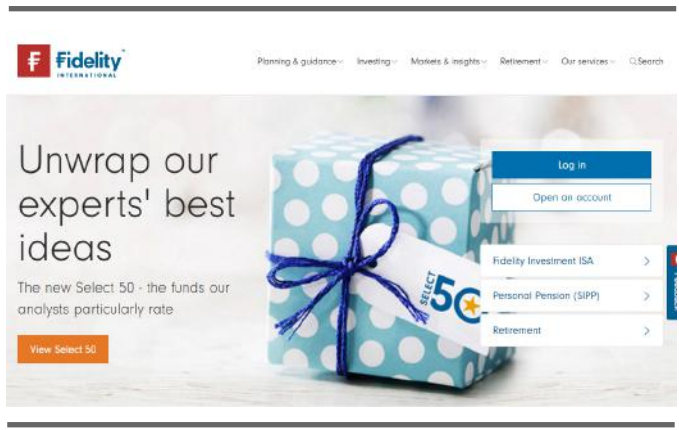 Fidelity
INTERNATIONAL
Planning & guidance Investing Markets & insights Retirement Our services Search
Unwrap our
experts' best
ideas
The new Select 50 - the funds our
analysts particularly rate
View Select 50
SELECT
50
Log in
Open an account
Fidelity Investment ISA
Personal Pension (SIPP)
Retirement